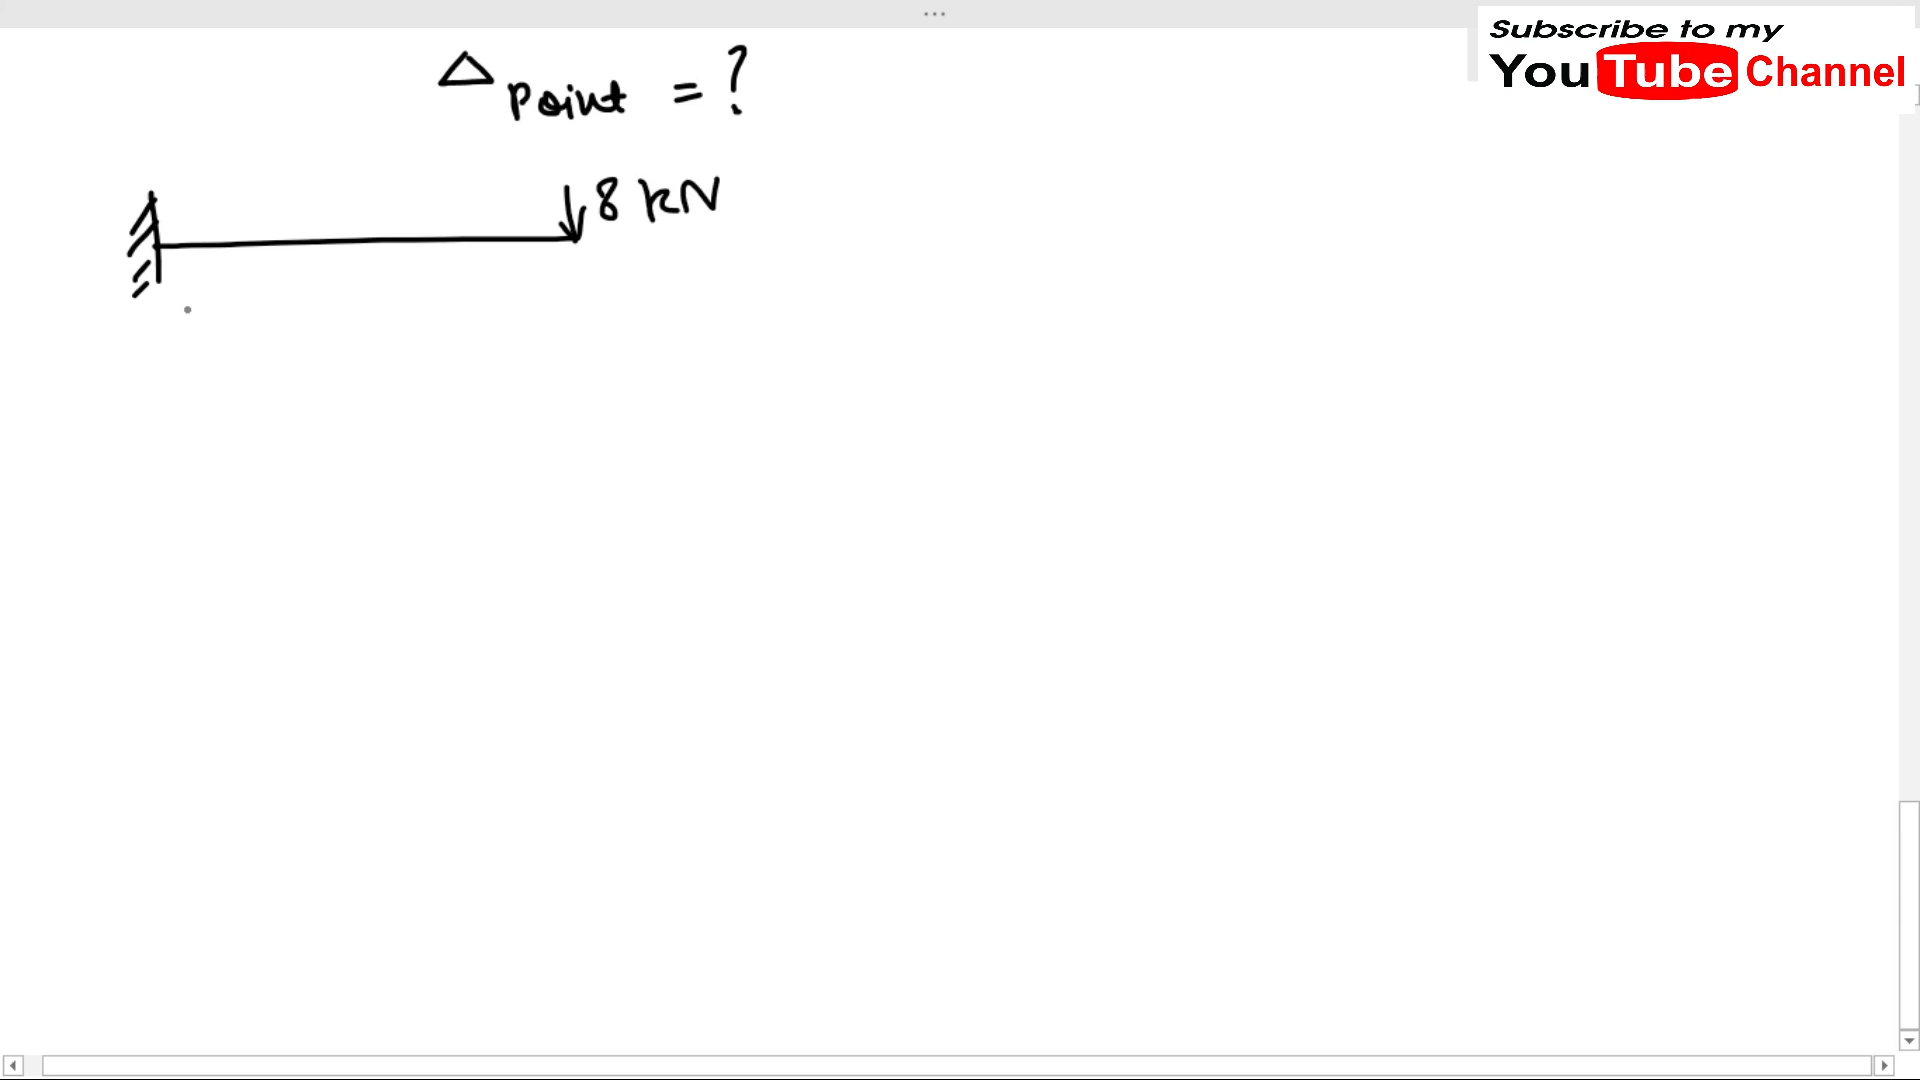 Δ Point = ?
8 kN
Subscribe to my
YouTube Channel